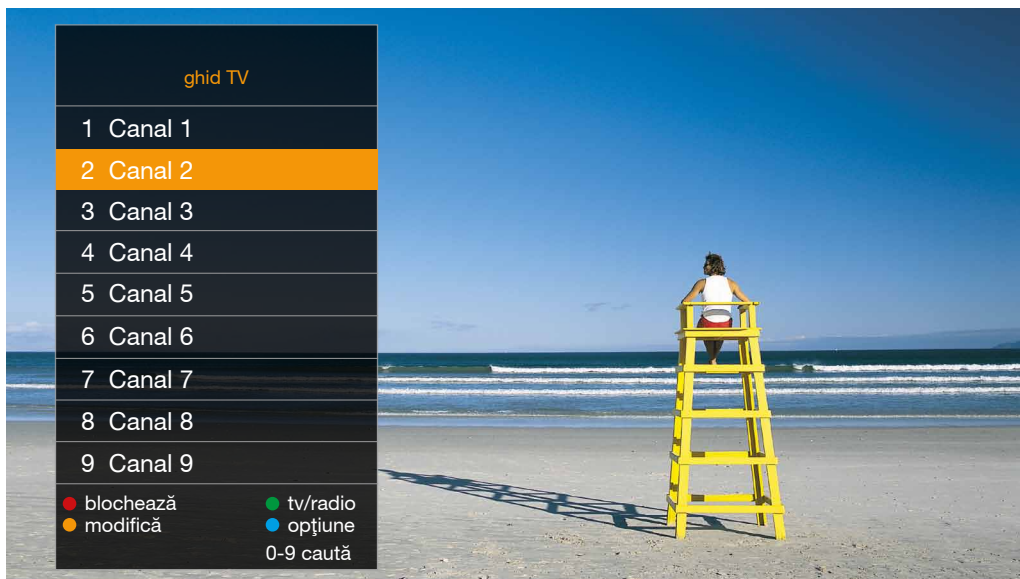 ghid TV
1 Canal 1
2 Canal 2
3 Canal 3
4 Canal 4
5 Canal 5
6 Canal 6
7 Canal 7
8 Canal 8
9 Canal 9
blochează tv/radio
modifică opţiune
0-9 caută